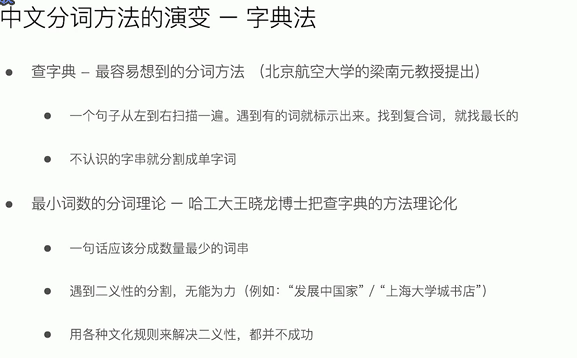 中文分词方法的演变 － 字典法
查字典 – 最容易想到的分词方法 （北京航空大学的梁南元教授提出）
一个句子从左到右扫描一遍。遇到有的词就标示出来。找到复合词，就找最长的
不认识的字串就分割成单字词
最小词数的分词理论 － 哈工大王晓龙博士把查字典的方法理论化
一句话应该分成数量最少的词串
遇到二义性的分割，无能为力（例如：“发展中国家” / “上海大学城书店”）
用各种文化规则来解决二义性，都并不成功